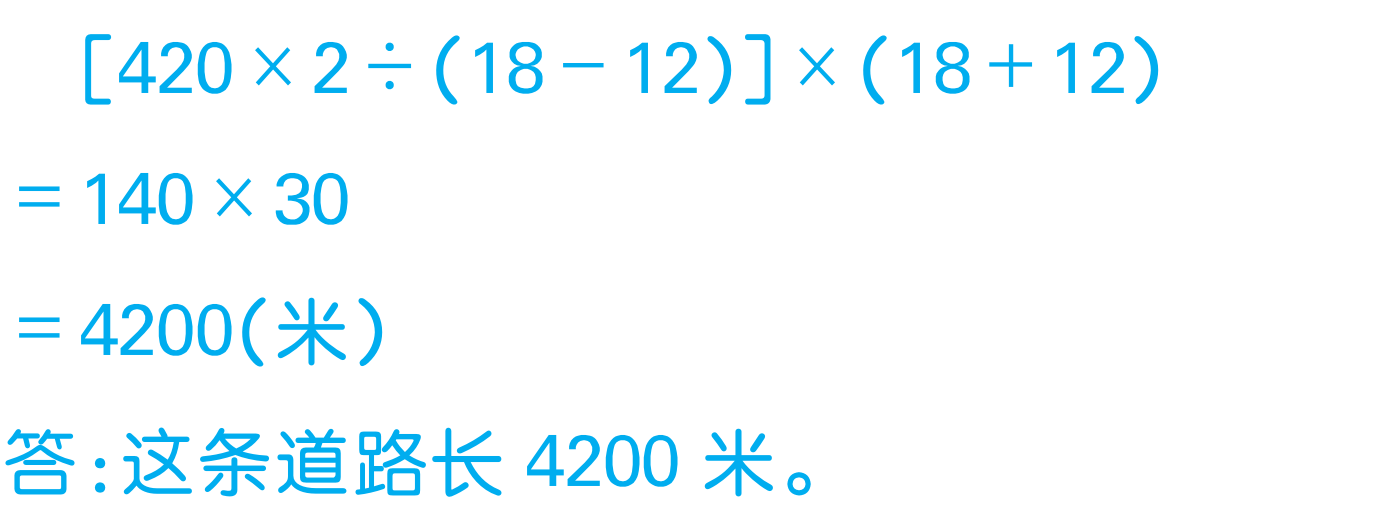 [420 × 2 ÷ (18 − 12)] × (18 + 12)
= 140 × 30
= 4200(米)
答:这条道路长 4200 米。